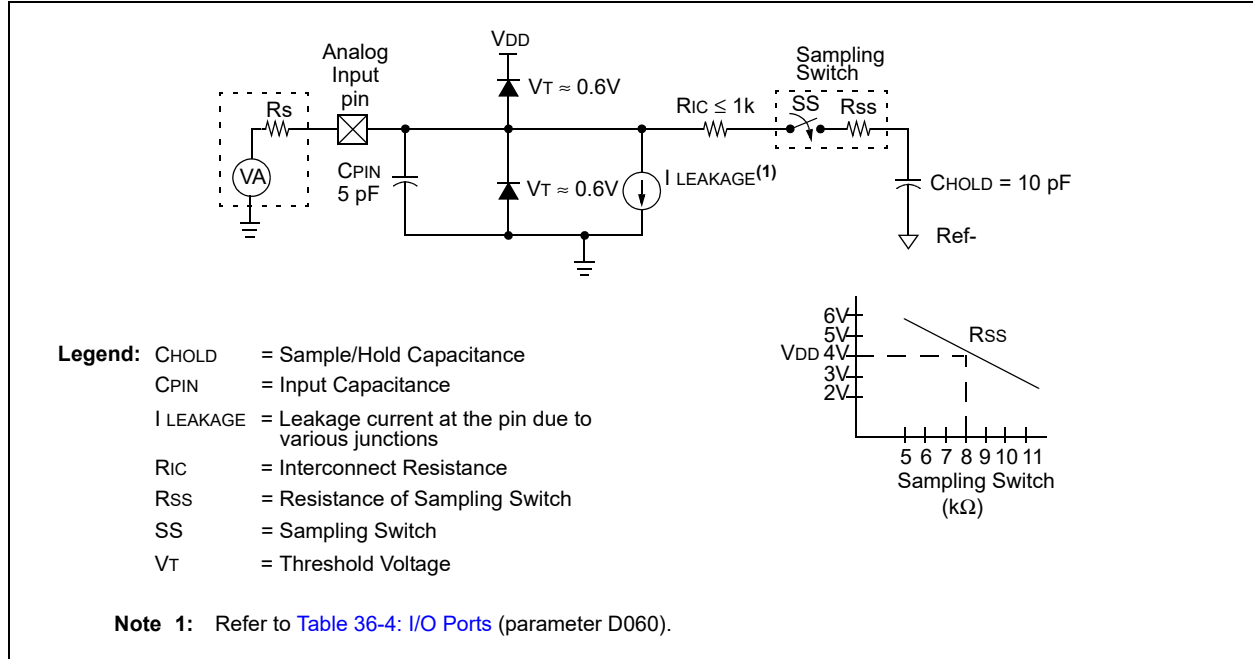 VDD
Analog
Input
pin
Sampling
Switch
VT ≈ 0.6V
RIC ≤ 1k
SS
RSS
Rs
VA
CPIN
5 pF
VT ≈ 0.6V
I LEAKAGE(1)
CHOLD = 10 pF
Ref-
6V
5V
VDD 4V
3V
2V
RSS
5 6 7 8 9 10 11
Sampling Switch
(kΩ)
Legend: CHOLD = Sample/Hold Capacitance
CPIN = Input Capacitance
I LEAKAGE = Leakage current at the pin due to
various junctions
RIC = Interconnect Resistance
RSS = Resistance of Sampling Switch
SS = Sampling Switch
VT = Threshold Voltage
Note 1: Refer to Table 36-4: I/O Ports (parameter D060).